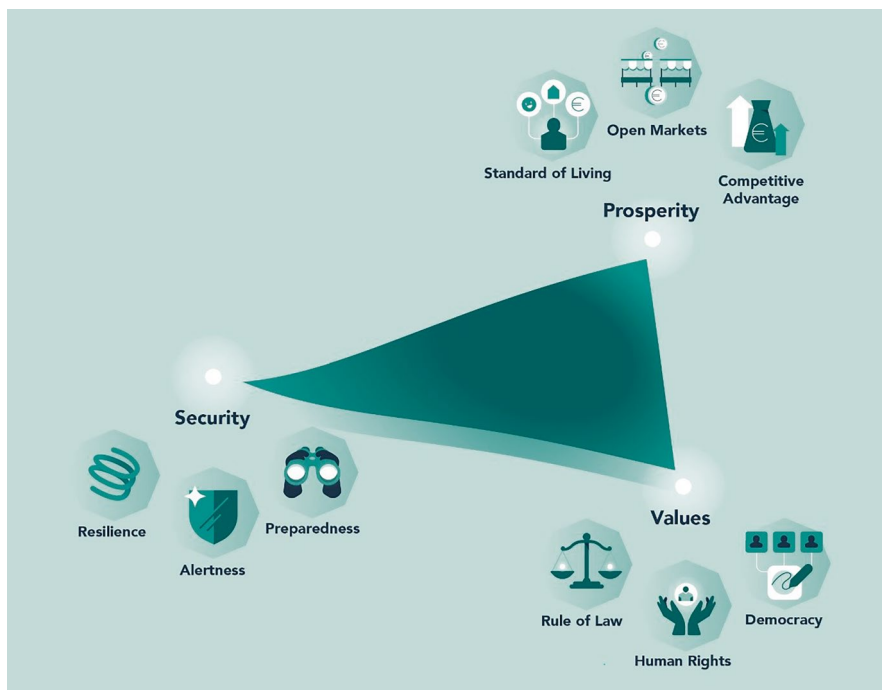 Open Markets
Standard of Living
Competitive
Advantage
Prosperity
Security
Resilience
Alertness
Preparedness
Values
Rule of Law
Human Rights
Democracy